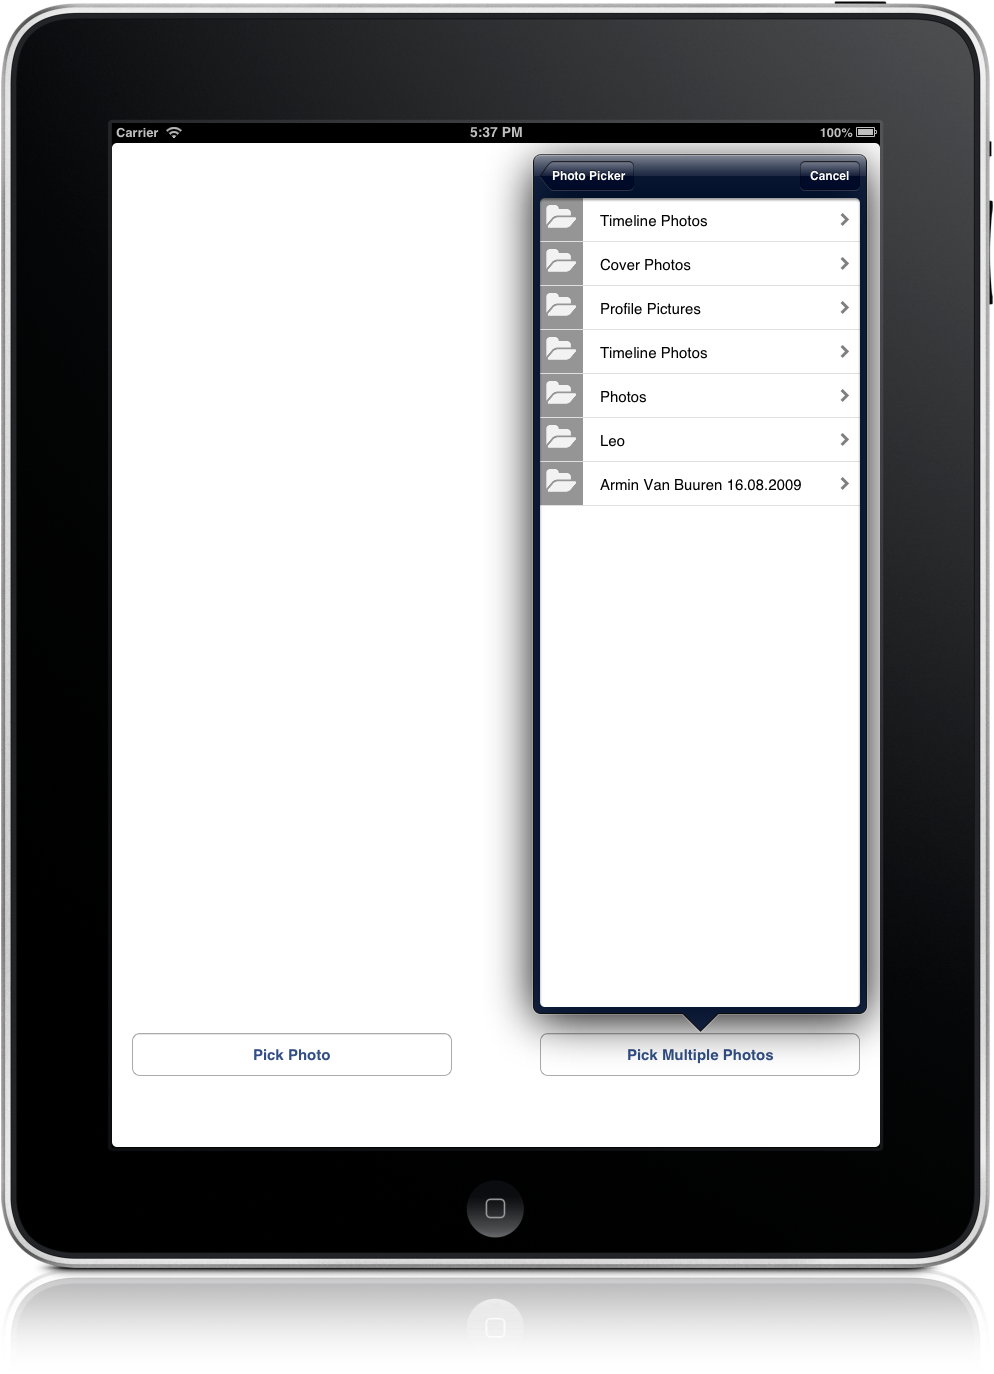 Carrier 5:37 PM 100%
Photo Picker Cancel
Timeline Photos
Cover Photos
Profile Pictures
Timeline Photos
Photos
Leo
Armin Van Buuren 16.08.2009
Pick Photo Pick Multiple Photos